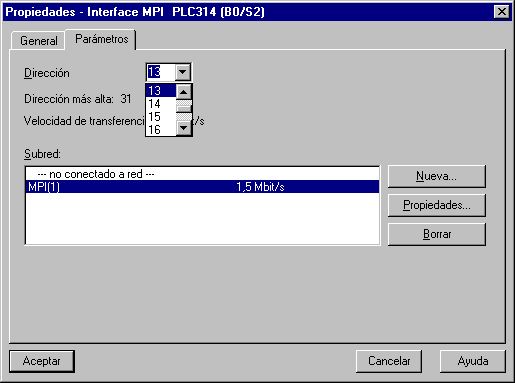 Propiedades - Interface MPI PLC314 (B0/S2)
General
Parámetros
Dirección
13
13
14
15
16
Dirección más alta: 31
Velocidad de transferenci
/s
Subred:
--- no conectado a red ---
MPI(1) 1,5 Mbit/s
Nueva...
Propiedades...
Borrar
Aceptar
Cancelar
Ayuda